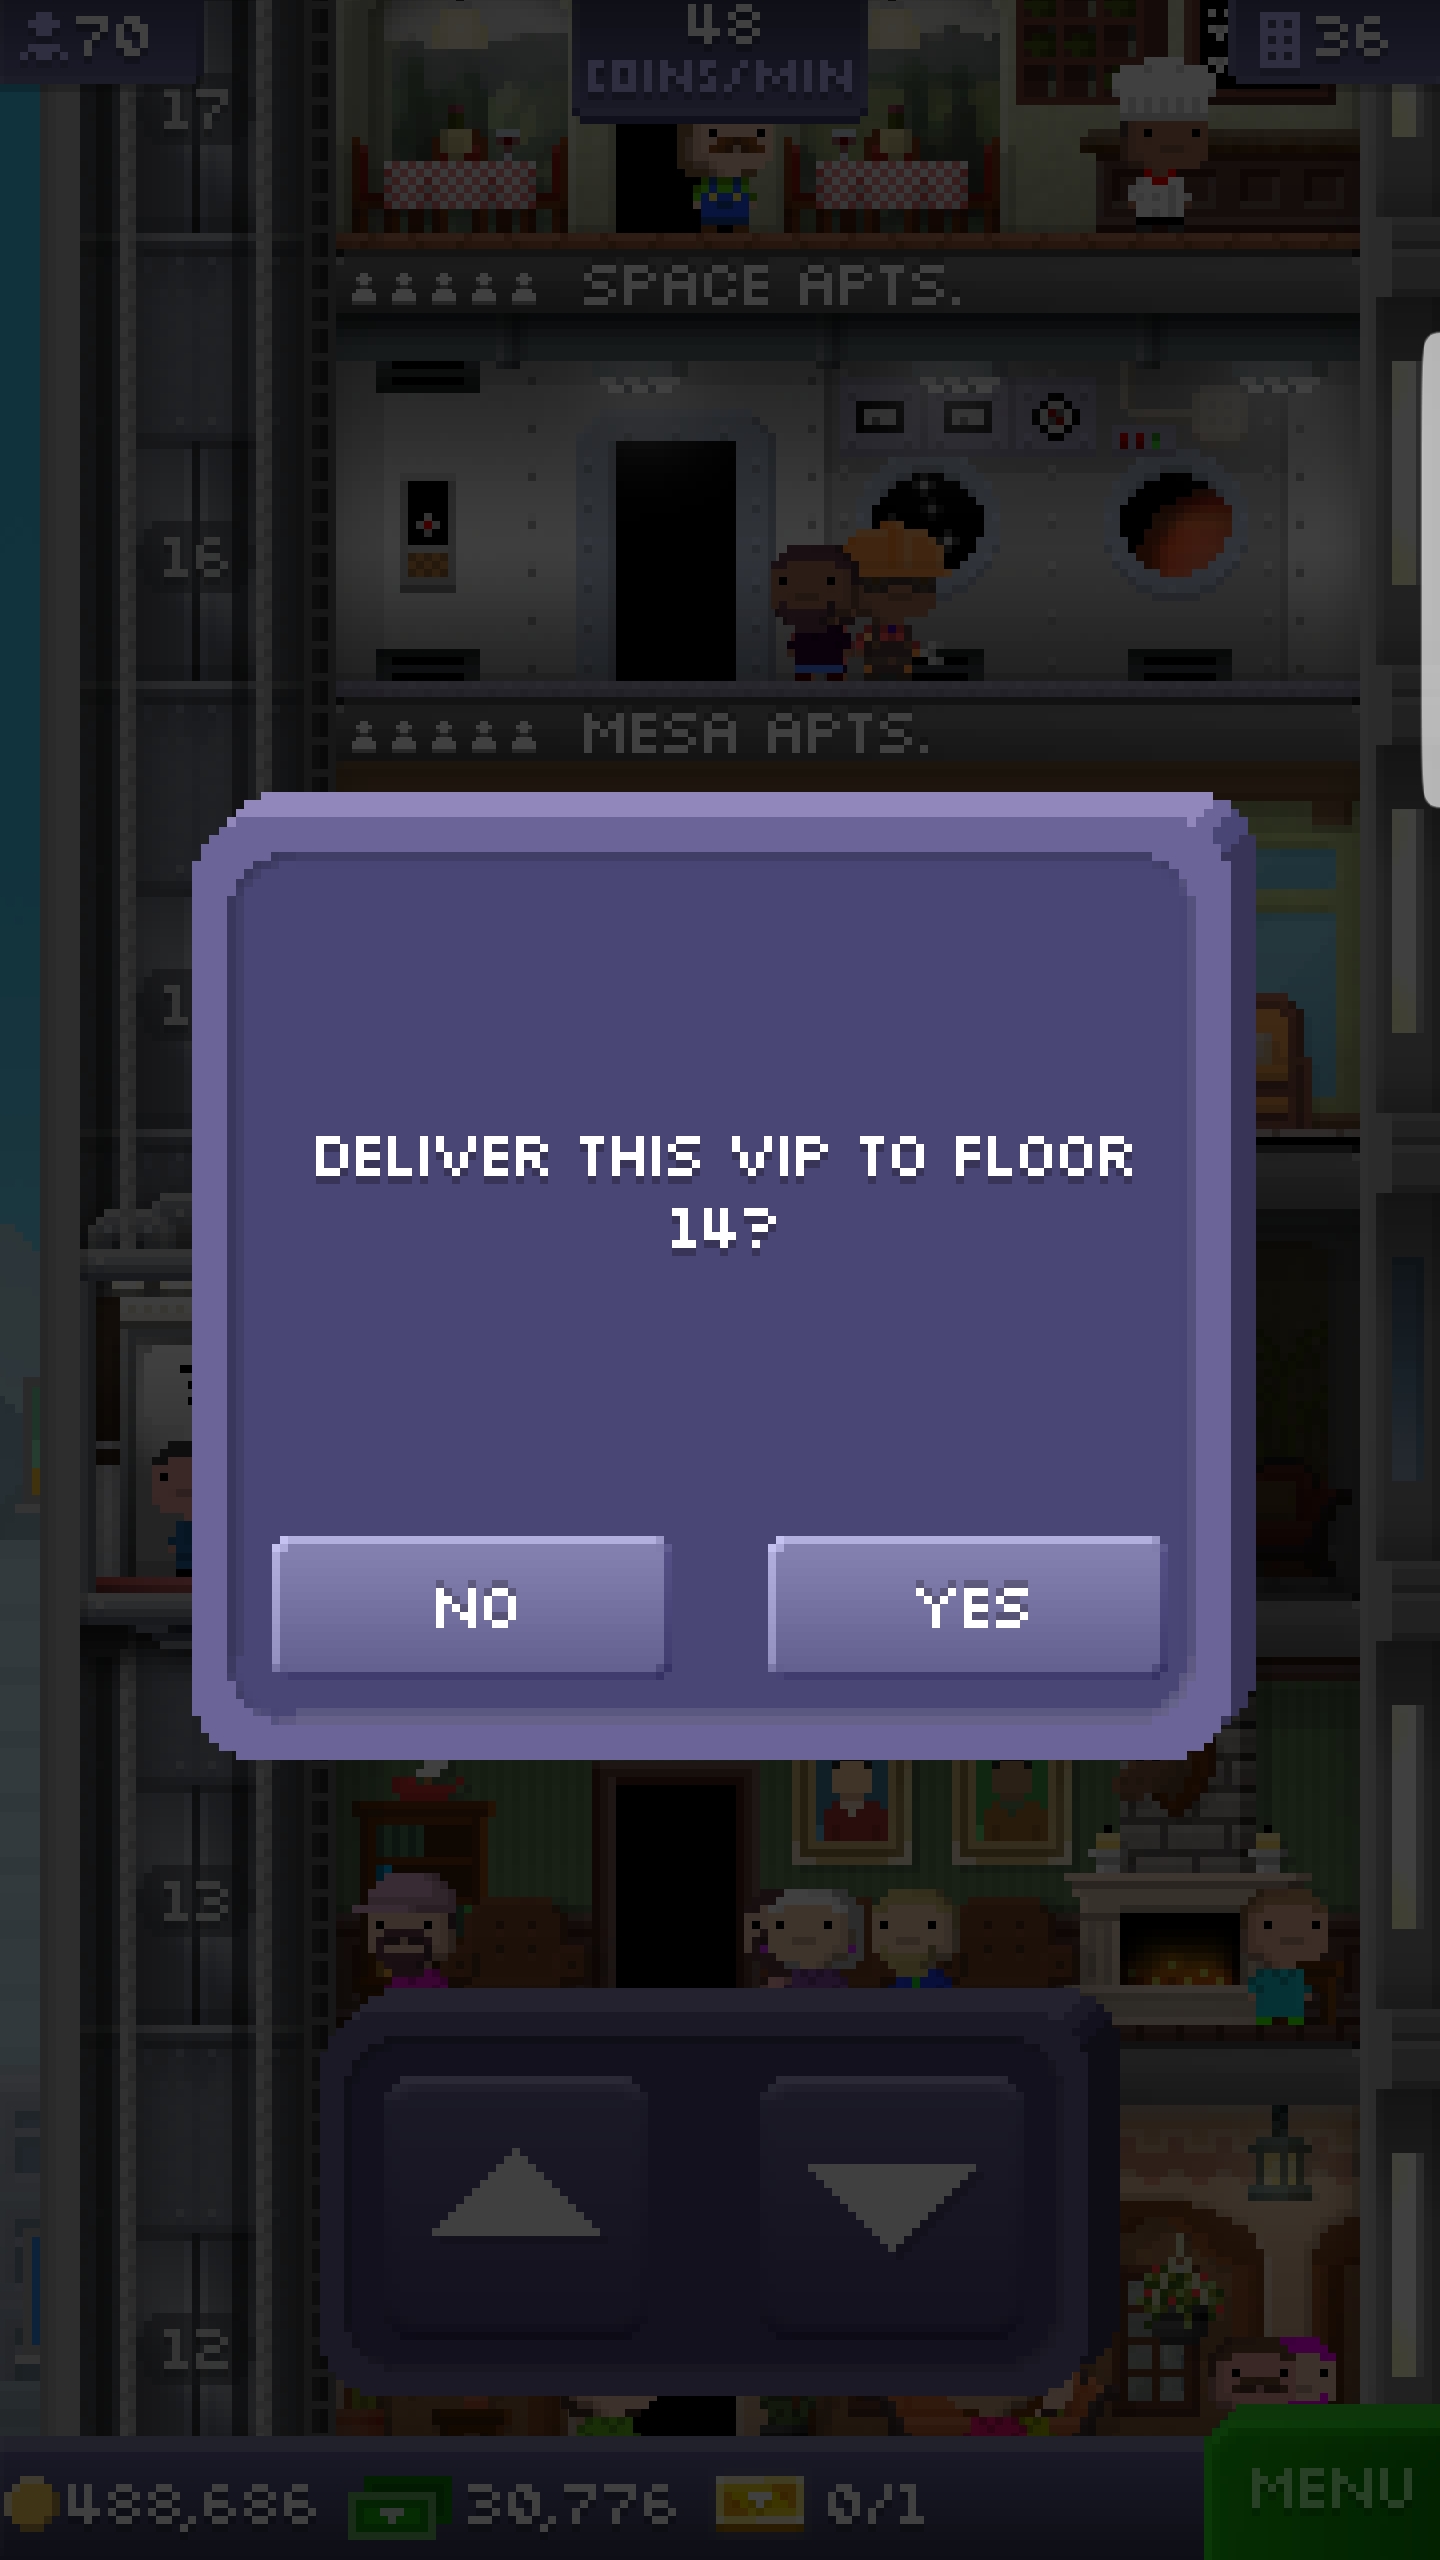 70
48
COINS/MIN
36
17
SPACE APTS.
16
MESA APTS.
1
DELIVER THIS VIP TO FLOOR
14?
NO
YES
13
12
488,686
30,776
0/1
MENU